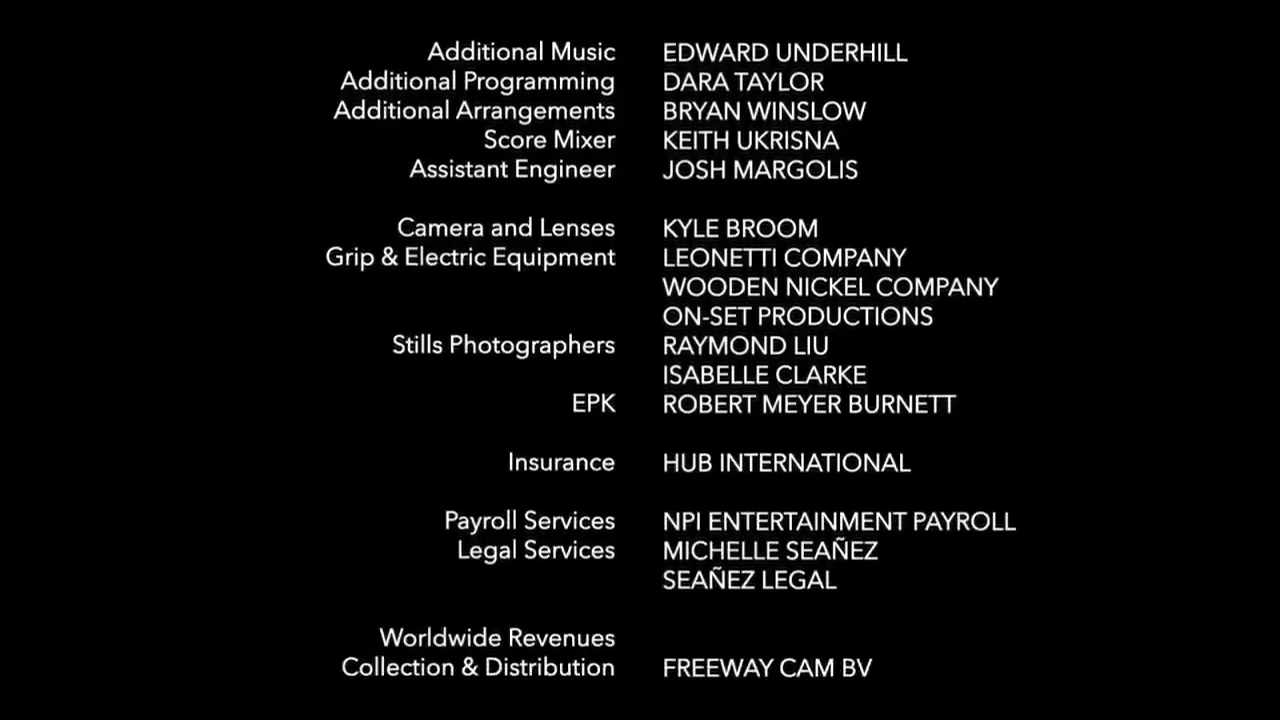 Additional Music EDWARD UNDERHILL
Additional Programming DARA TAYLOR
Additional Arrangements BRYAN WINSLOW
Score Mixer KEITH UKRISNA
Assistant Engineer JOSH MARGOLIS
Camera and Lenses KYLE BROOM
Grip & Electric Equipment LEONETTI COMPANY
WOODEN NICKEL COMPANY
ON-SET PRODUCTIONS
Stills Photographers RAYMOND LIU
ISABELLE CLARKE
EPK ROBERT MEYER BURNETT
Insurance HUB INTERNATIONAL
Payroll Services NPI ENTERTAINMENT PAYROLL
Legal Services MICHELLE SEAÑEZ
SEAÑEZ LEGAL
Worldwide Revenues
Collection & Distribution FREEWAY CAM BV